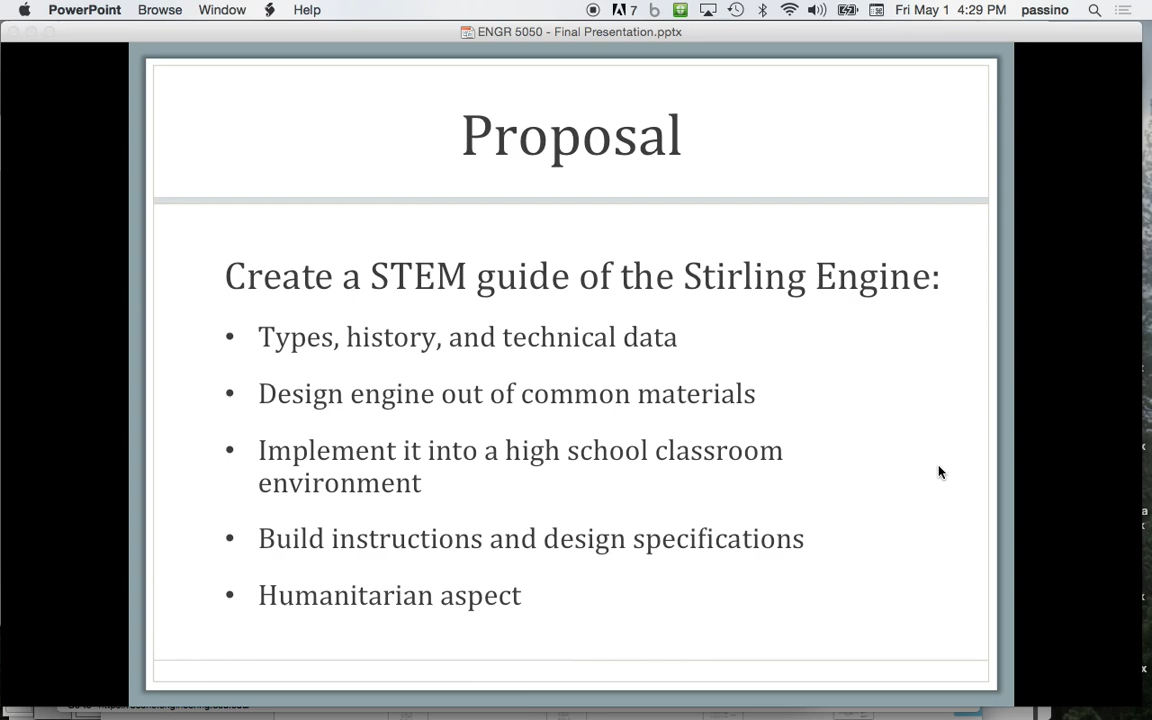 PowerPoint Browse Window Help 7 Fri May 1 4:29 PM passino
ENGR 5050 - Final Presentation.pptx
Proposal
Create a STEM guide of the Stirling Engine:
• Types, history, and technical data
• Design engine out of common materials
• Implement it into a high school classroom
environment
• Build instructions and design specifications
• Humanitarian aspect